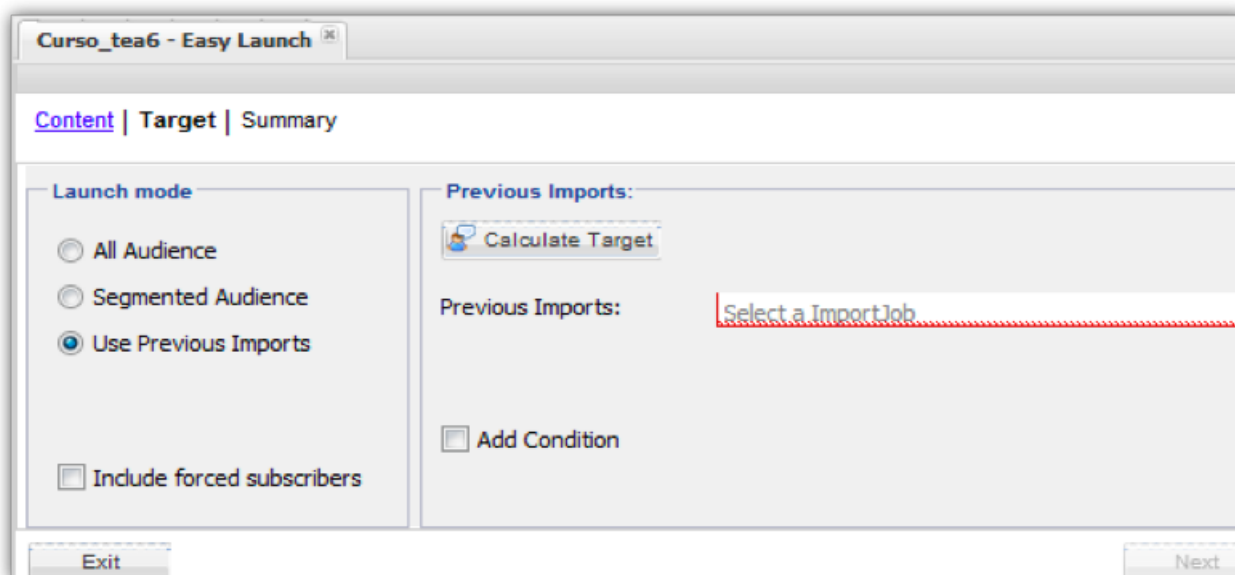 Curso_tea6 - Easy Launch
Content | Target | Summary
Launch mode
All Audience
Segmented Audience
Use Previous Imports
Include forced subscribers
Previous Imports:
Calculate Target
Previous Imports:
Select a ImportJob
Add Condition
Exit
Next